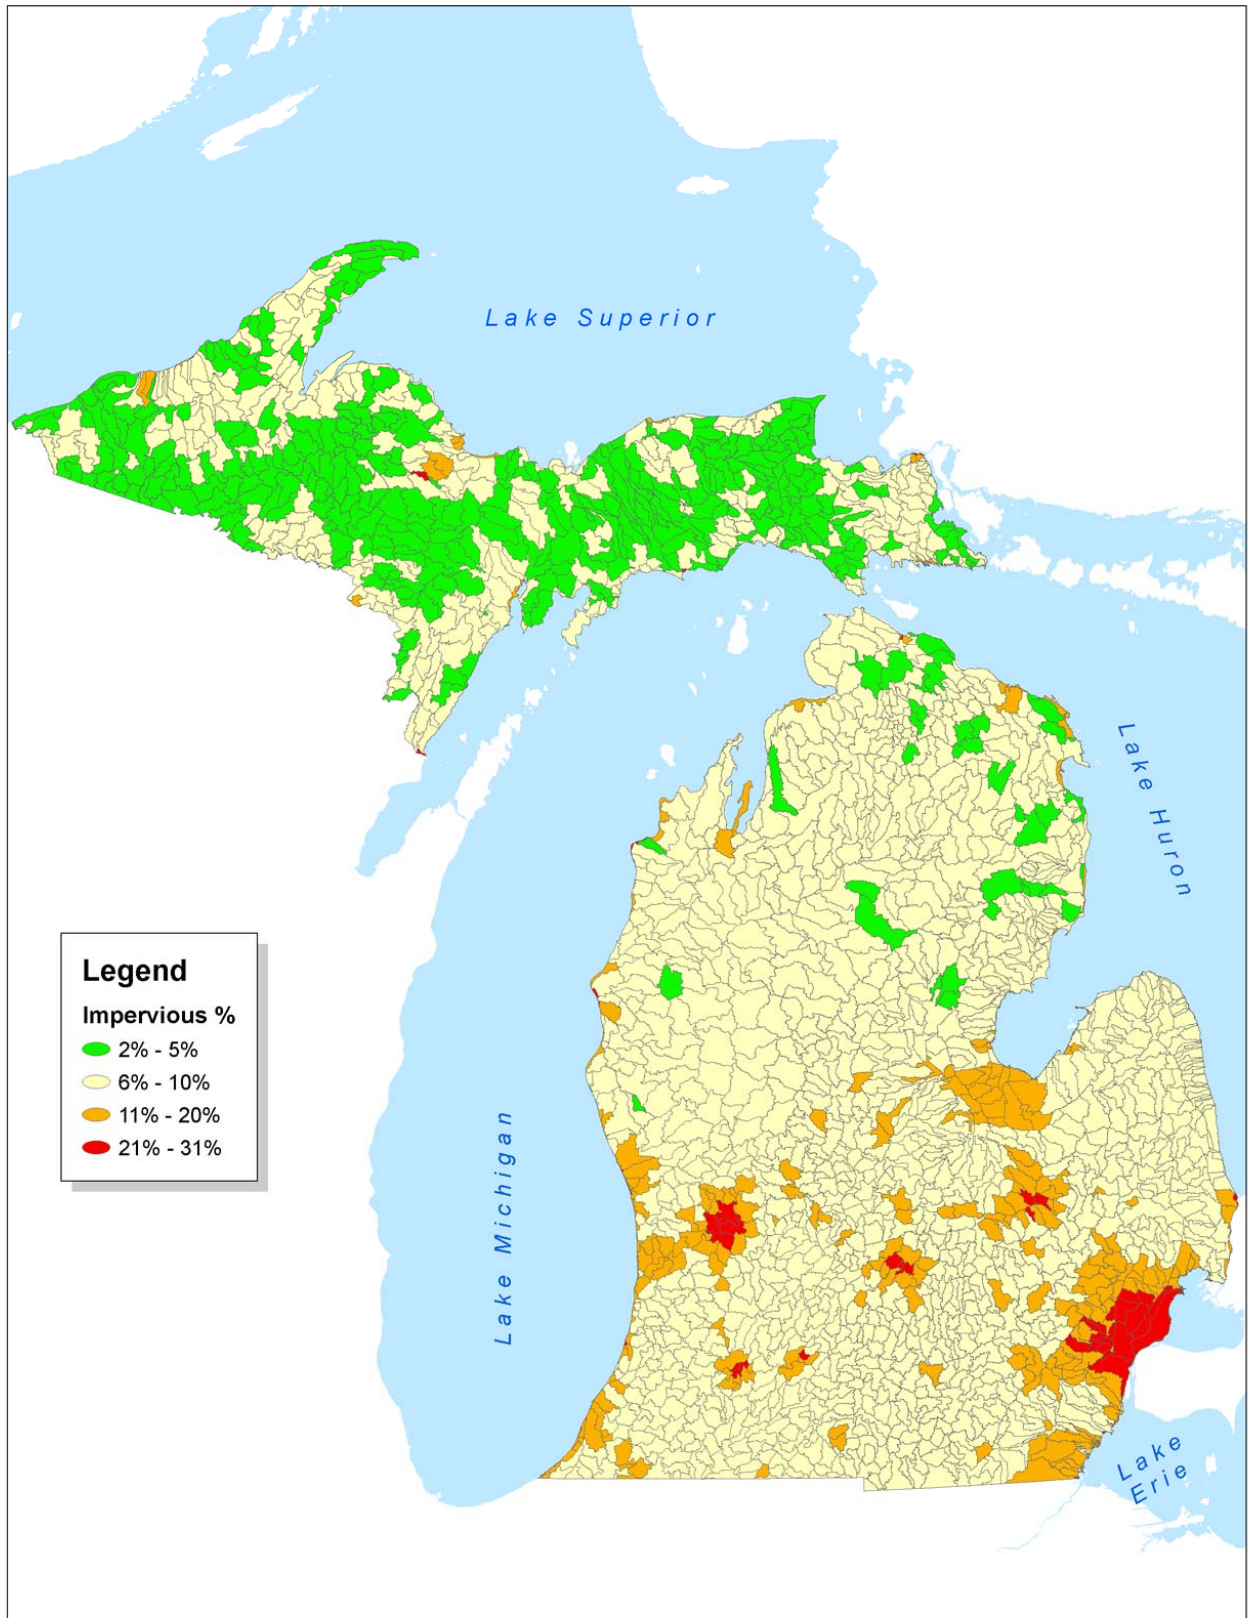 Lake Superior
Lake Huron
Legend
Impervious %
2% - 5%
6% - 10%
11% - 20%
21% - 31%
Lake Michigan
Lake
Erie